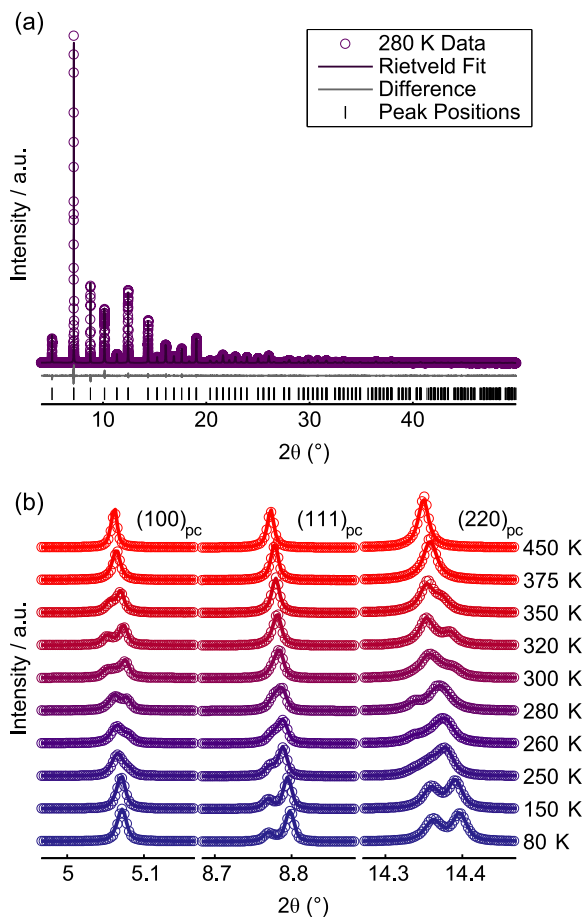 (a)
280 K Data
Rietveld Fit
Difference
Peak Positions
Intensity / a.u.
10 20 30 40
2θ (°)
(b)
(100)pc (111)pc (220)pc
450 K
375 K
350 K
320 K
300 K
280 K
260 K
250 K
150 K
80 K
Intensity / a.u.
5 5.1 8.7 8.8 14.3 14.4
2θ (°)